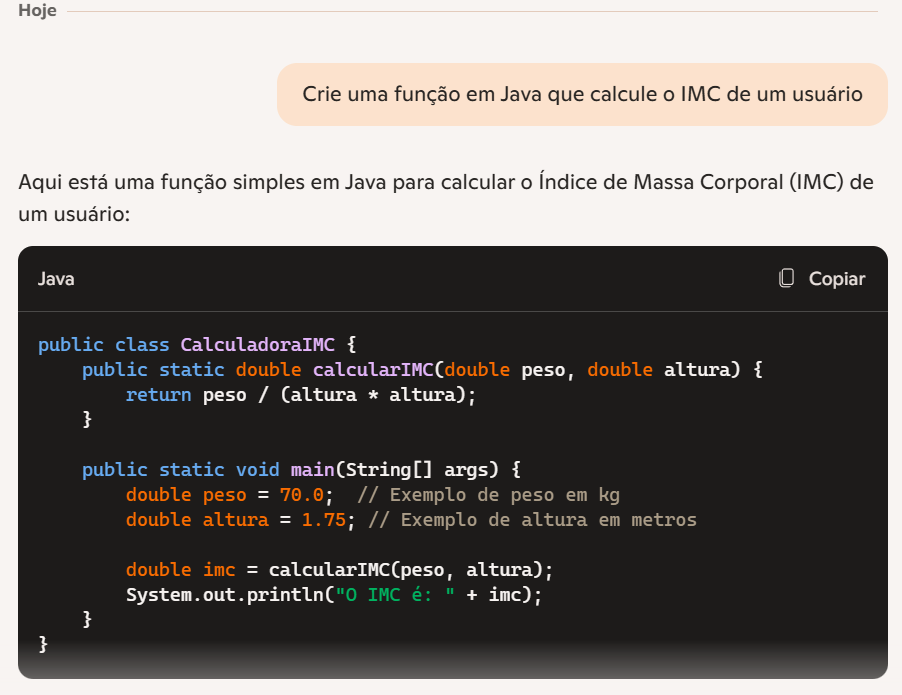 Hoje
Crie uma função em Java que calcule o IMC de um usuário
Aqui está uma função simples em Java para calcular o Índice de Massa Corporal (IMC) de
um usuário:
Java
Copiar
public class CalculadoraIMC {
    public static double calcularIMC(double peso, double altura) {
        return peso / (altura * altura);
    }

    public static void main(String[] args) {
        double peso = 70.0;  // Exemplo de peso em kg
        double altura = 1.75; // Exemplo de altura em metros

        double imc = calcularIMC(peso, altura);
        System.out.println("O IMC é: " + imc);
    }
}